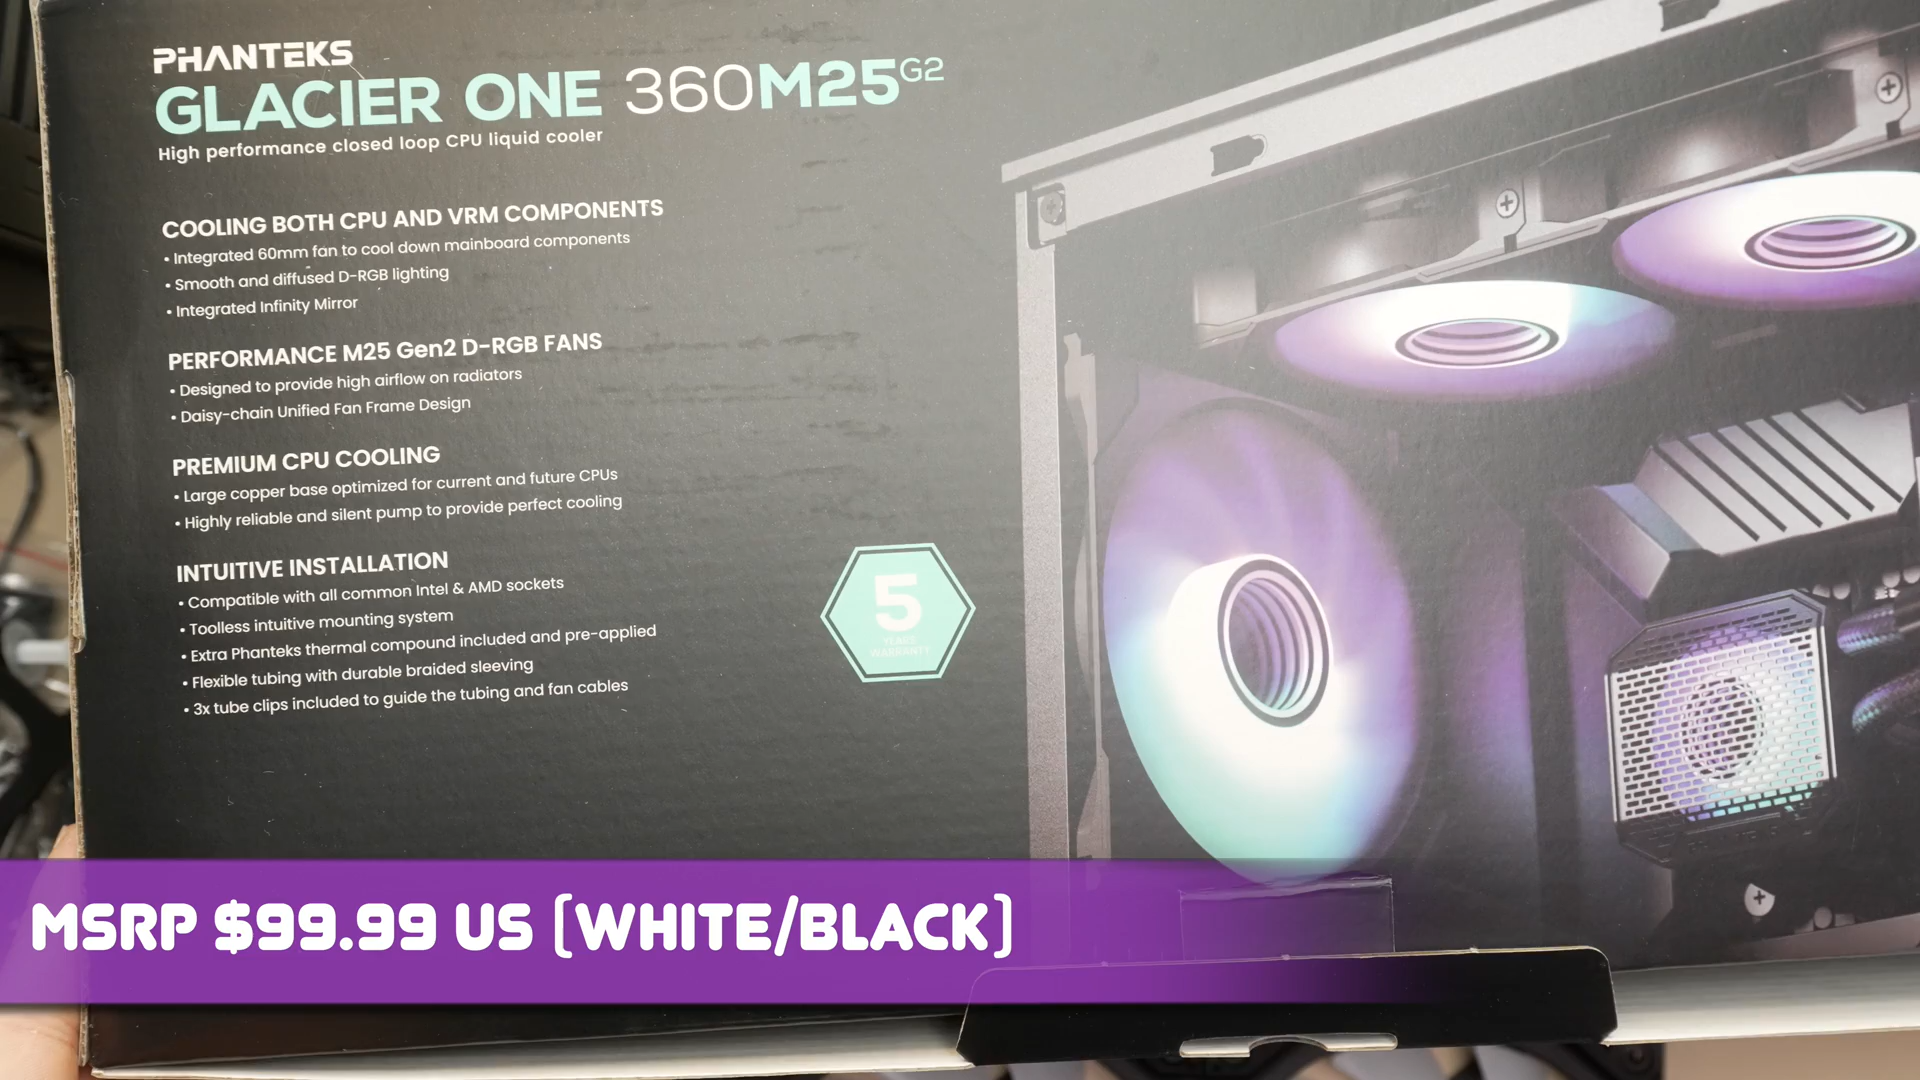 PHANTEKS
GLACIER ONE 360M25G2
High performance closed loop CPU liquid cooler
COOLING BOTH CPU AND VRM COMPONENTS
• Integrated 60mm fan to cool down mainboard components
• Smooth and diffused D-RGB lighting
• Integrated Infinity Mirror
PERFORMANCE M25 Gen2 D-RGB FANS
• Designed to provide high airflow on radiators
• Daisy-chain Unified Fan Frame Design
PREMIUM CPU COOLING
• Large copper base optimized for current and future CPUs
• Highly reliable and silent pump to provide perfect cooling
INTUITIVE INSTALLATION
• Compatible with all common Intel & AMD sockets
• Toolless intuitive mounting system
• Extra Phanteks thermal compound included and pre-applied
• Flexible tubing with durable braided sleeving
• 3x tube clips included to guide the tubing and fan cables
5
YEARS
WARRANTY
MSRP $99.99 US (WHITE/BLACK)